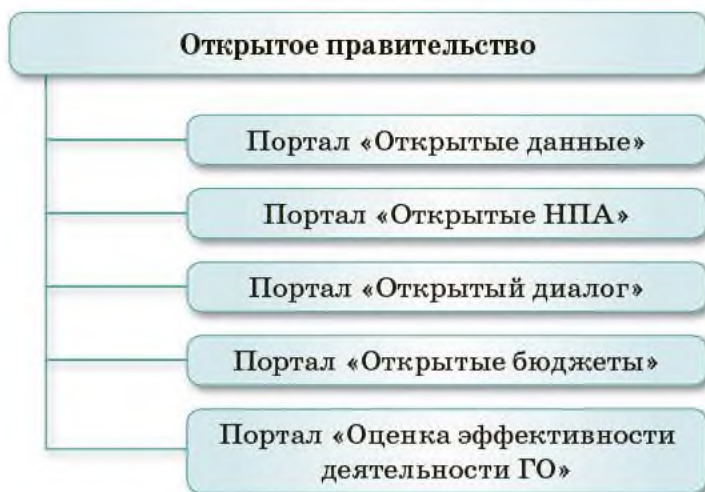 Открытое правительство
Портал «Открытые данные»
Портал «Открытые НПА»
Портал «Открытый диалог»
Портал «Открытые бюджеты»
Портал «Оценка эффективности
деятельности ГО»